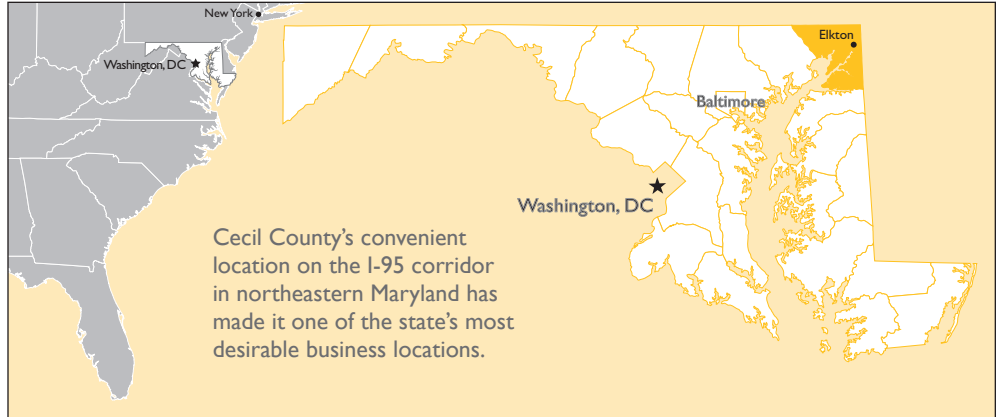 New York
Washington, DC
Elkton
Baltimore
Washington, DC
Cecil County’s convenient
location on the I-95 corridor
in northeastern Maryland has
made it one of the state’s most
desirable business locations.